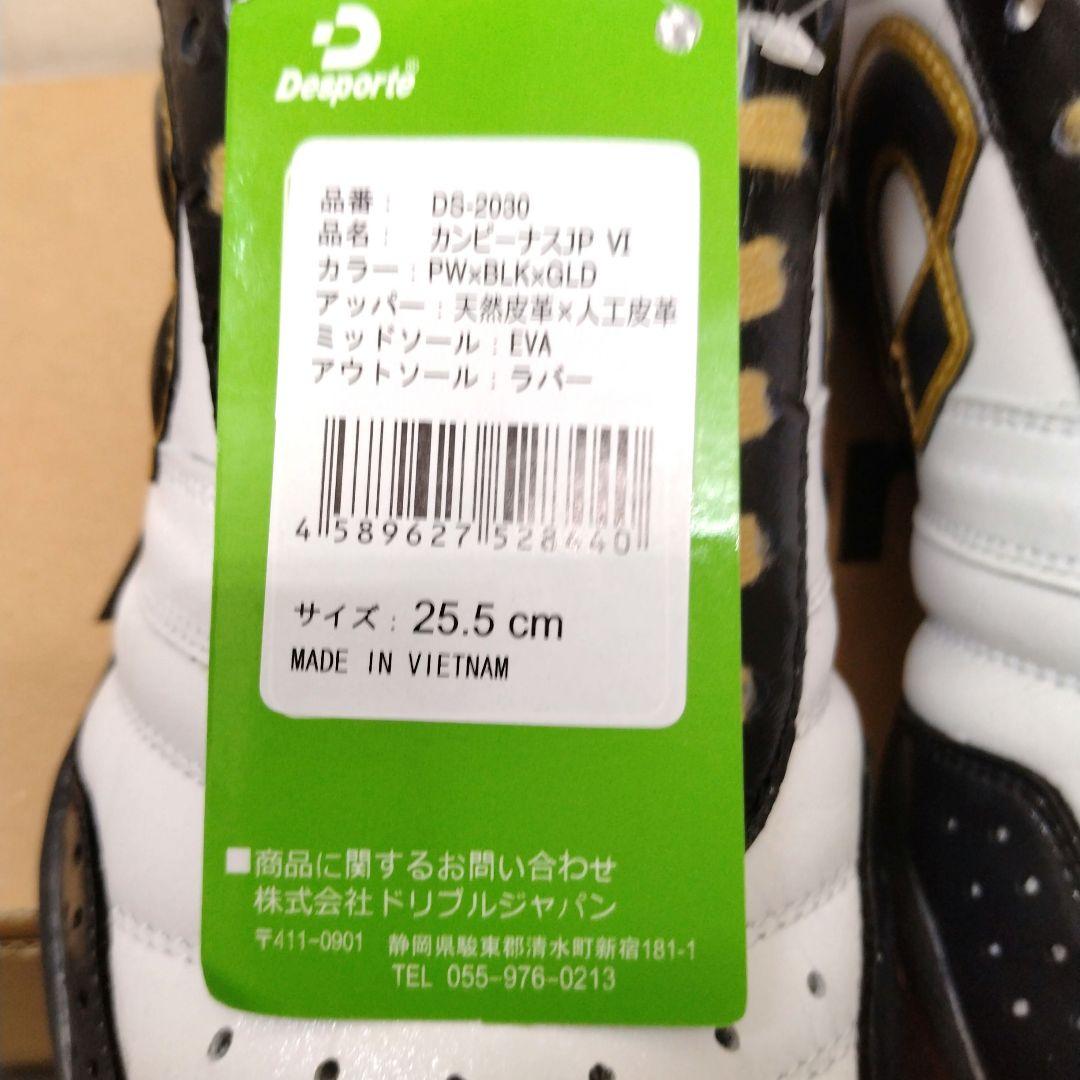 Desporte
品番： DS-2030
品名： カンピーナスJP VI
カラー：PW×BLK×GLD
アッパー：天然皮革×人工皮革
ミッドソール：EVA
アウトソール：ラバー
4 589627 528440
サイズ：25.5 cm
MADE IN VIETNAM
■商品に関するお問い合わせ
株式会社ドリブルジャパン
〒411-0901 静岡県駿東郡清水町新宿181-1
TEL 055-976-0213